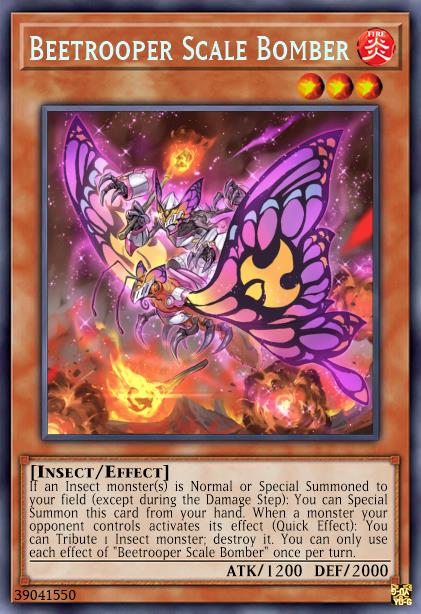 BEETROOPER SCALE BOMBER
FIRE
炎
[INSECT/EFFECT]
If an Insect monster(s) is Normal or Special Summoned to
your field (except during the Damage Step): You can Special
Summon this card from your hand. When a monster your
opponent controls activates its effect (Quick Effect): You
can Tribute 1 Insect monster; destroy it. You can only use
each effect of "Beetrooper Scale Bomber" once per turn.
ATK/1200 DEF/2000
39041550